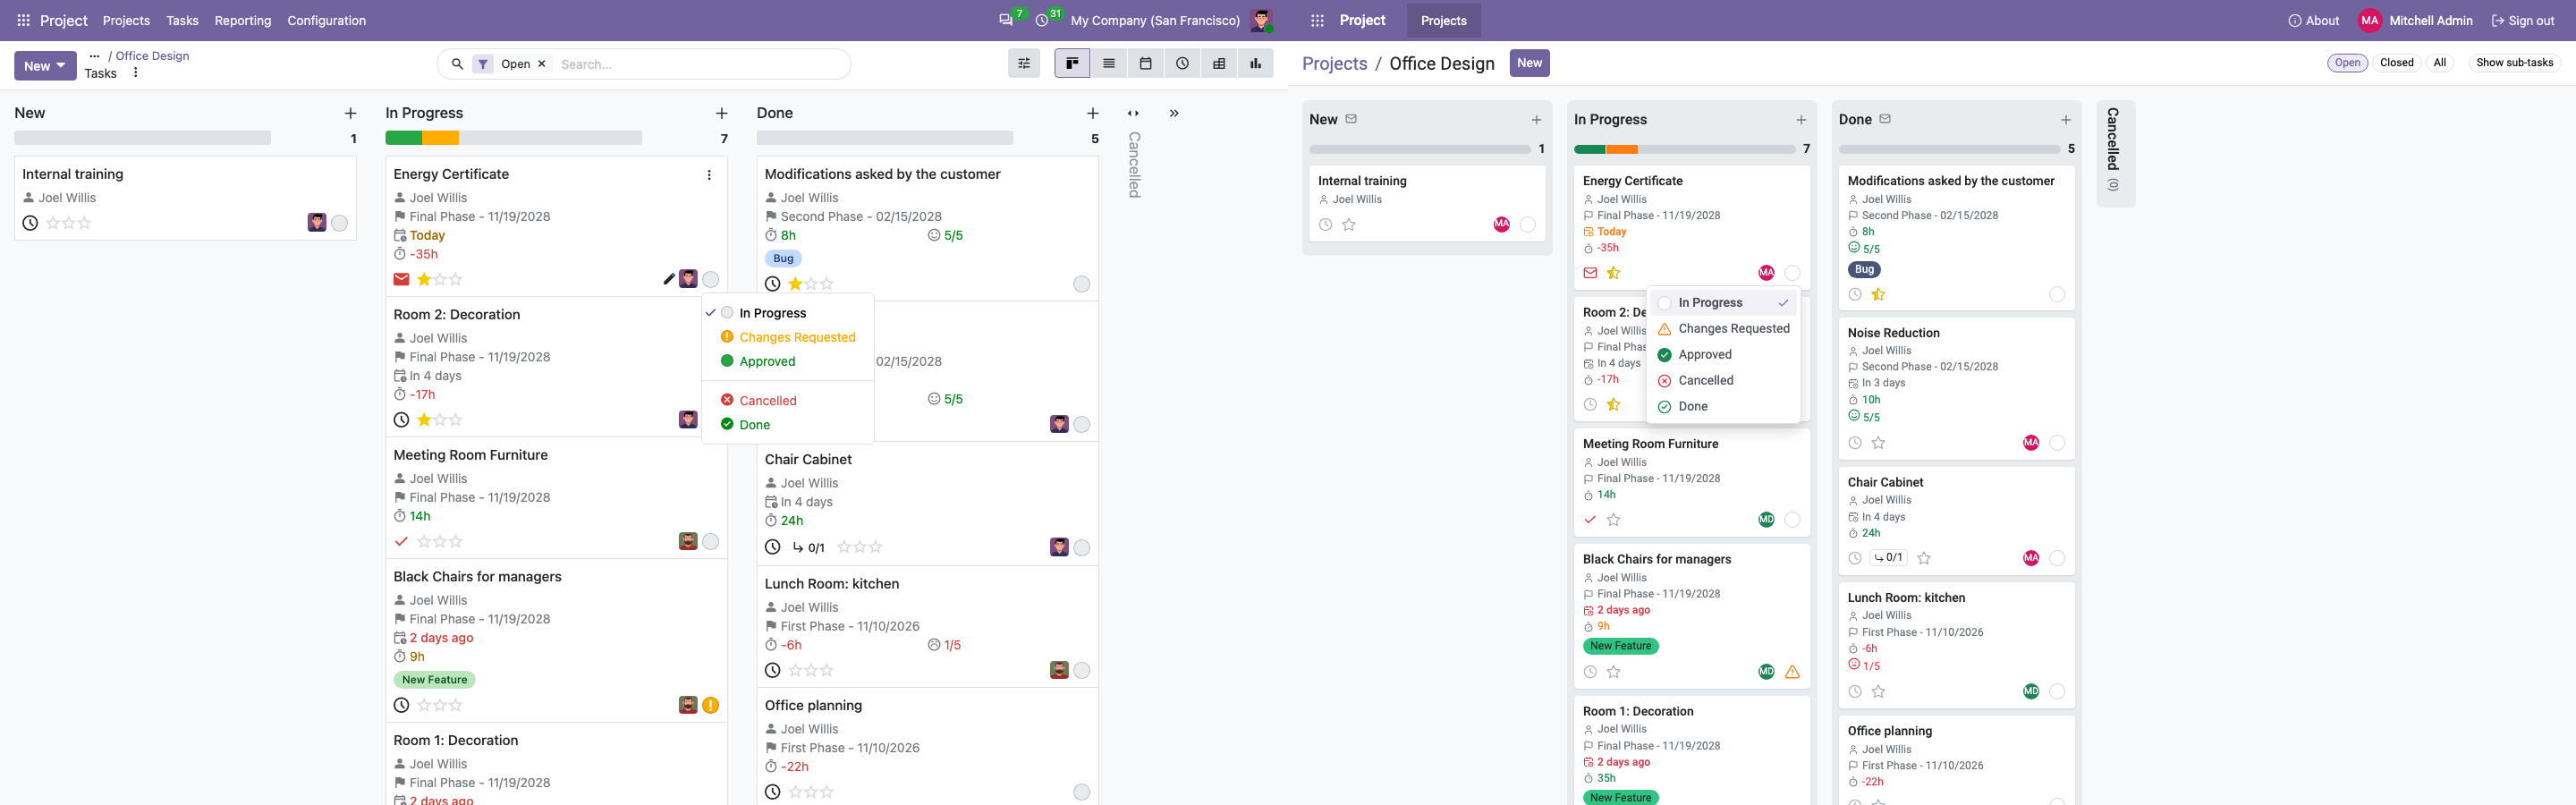 Project Projects Tasks Reporting Configuration
7 31 My Company (San Francisco)
New
... / Office Design
Tasks
Open × Search...
New
1
Internal training
Joel Willis
In Progress
7
Energy Certificate
Joel Willis
Final Phase - 11/19/2028
Today
-35h
Room 2: Decoration
Joel Willis
Final Phase - 11/19/2028
In 4 days
-17h
Meeting Room Furniture
Joel Willis
Final Phase - 11/19/2028
14h
Black Chairs for managers
Joel Willis
Final Phase - 11/19/2028
2 days ago
9h
New Feature
Room 1: Decoration
Joel Willis
Final Phase - 11/19/2028
2 days ago
In Progress
Changes Requested
Approved
Cancelled
Done
Done
5
Modifications asked by the customer
Joel Willis
Second Phase - 02/15/2028
8h 5/5
Bug
02/15/2028
5/5
Chair Cabinet
Joel Willis
In 4 days
24h
0/1
Lunch Room: kitchen
Joel Willis
First Phase - 11/10/2026
-6h 1/5
Office planning
Joel Willis
First Phase - 11/10/2026
-22h
Cancelled
Project Projects
About MA Mitchell Admin Sign out
Projects / Office Design New
Open Closed All Show sub-tasks
New
1
Internal training
Joel Willis
MA
In Progress
7
Energy Certificate
Joel Willis
Final Phase - 11/19/2028
Today
-35h
MA
Room 2: De
Joel Willis
Final Phas
In 4 days
-17h
In Progress
Changes Requested
Approved
Cancelled
Done
Meeting Room Furniture
Joel Willis
Final Phase - 11/19/2028
14h
MD
Black Chairs for managers
Joel Willis
Final Phase - 11/19/2028
2 days ago
9h
New Feature
MD
Room 1: Decoration
Joel Willis
Final Phase - 11/19/2028
2 days ago
35h
New Feature
Done
5
Modifications asked by the customer
Joel Willis
Second Phase - 02/15/2028
8h
5/5
Bug
Noise Reduction
Joel Willis
Second Phase - 02/15/2028
In 3 days
10h
5/5
MA
Chair Cabinet
Joel Willis
In 4 days
24h
0/1
MA
Lunch Room: kitchen
Joel Willis
First Phase - 11/10/2026
-6h
1/5
MD
Office planning
Joel Willis
First Phase - 11/10/2026
-22h
Cancelled (0)